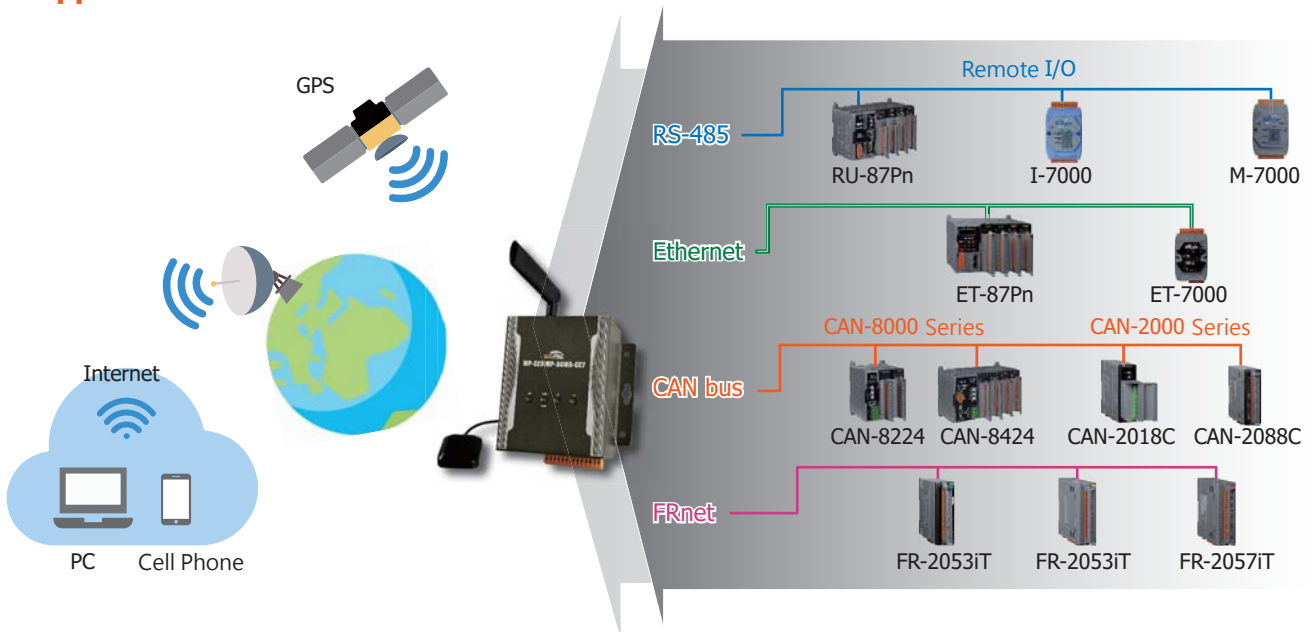 GPS
Internet
PC
Cell Phone
Remote I/O
RS-485
RU-87Pn
I-7000
M-7000
Ethernet
ET-87Pn
ET-7000
CAN-8000 Series
CAN-2000 Series
CAN bus
CAN-8224
CAN-8424
CAN-2018C
CAN-2088C
FRnet
FR-2053iT
FR-2053iT
FR-2057iT